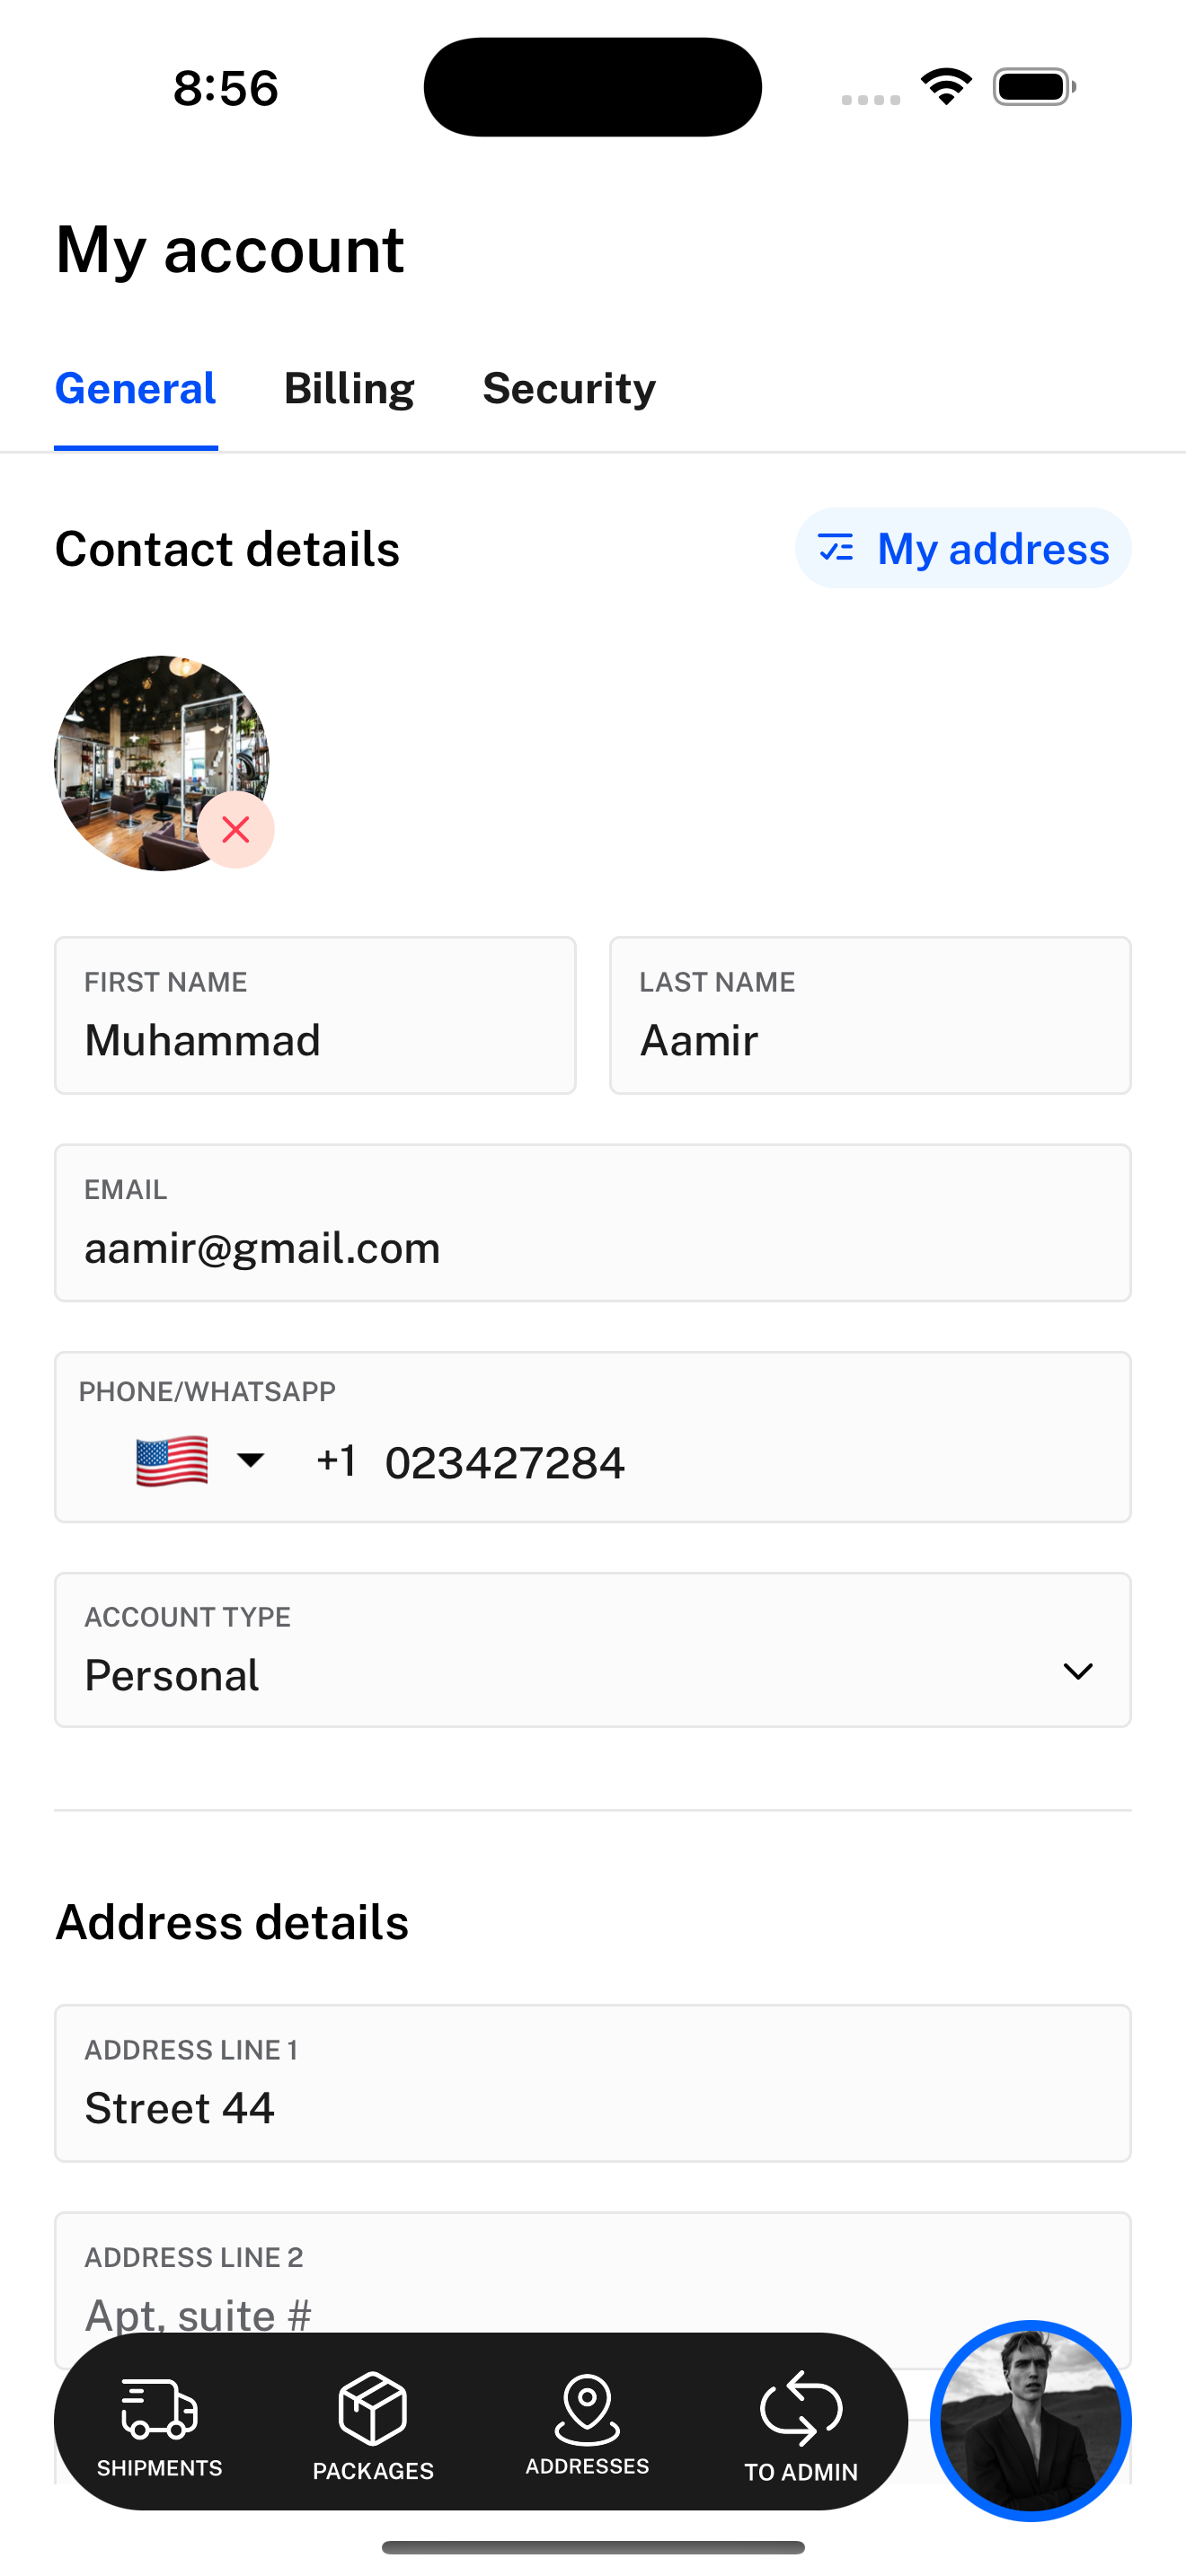 8:56
My account
General Billing Security
Contact details My address
FIRST NAME LAST NAME
Muhammad Aamir
EMAIL
aamir@gmail.com
PHONE/WHATSAPP
+1 023427284
ACCOUNT TYPE
Personal
Address details
ADDRESS LINE 1
Street 44
ADDRESS LINE 2
Apt, suite #
SHIPMENTS PACKAGES ADDRESSES TO ADMIN